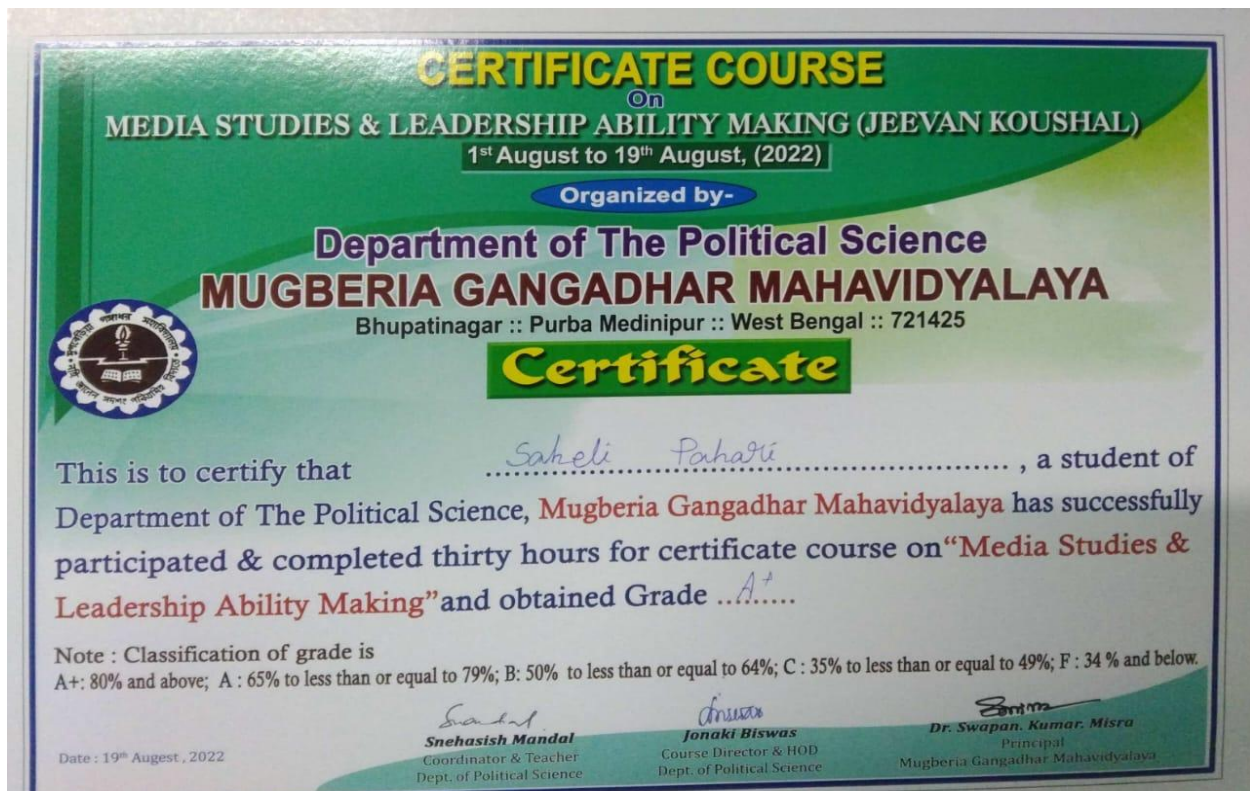 CERTIFICATE COURSE
On
MEDIA STUDIES & LEADERSHIP ABILITY MAKING (JEEVAN KOUSHAL)
1st August to 19th August, (2022)
Organized by-
Department of The Political Science
MUGBERIA GANGADHAR MAHAVIDYALAYA
Bhupatinagar :: Purba Medinipur :: West Bengal :: 721425
Certificate
This is to certify that Saheli Pahari , a student of
Department of The Political Science, Mugberia Gangadhar Mahavidyalaya has successfully
participated & completed thirty hours for certificate course on“Media Studies &
Leadership Ability Making”and obtained Grade ..A+.....
Note : Classification of grade is
A+: 80% and above; A : 65% to less than or equal to 79%; B: 50% to less than or equal to 64%; C : 35% to less than or equal to 49%; F : 34 % and below.
Snehasish Mandal
Coordinator & Teacher
Dept. of Political Science
Jonaki Biswas
Course Director & HOD
Dept. of Political Science
Dr. Swapan. Kumar. Misra
Principal
Mugberia Gangadhar Mahavidyalaya
Date : 19th Augest , 2022